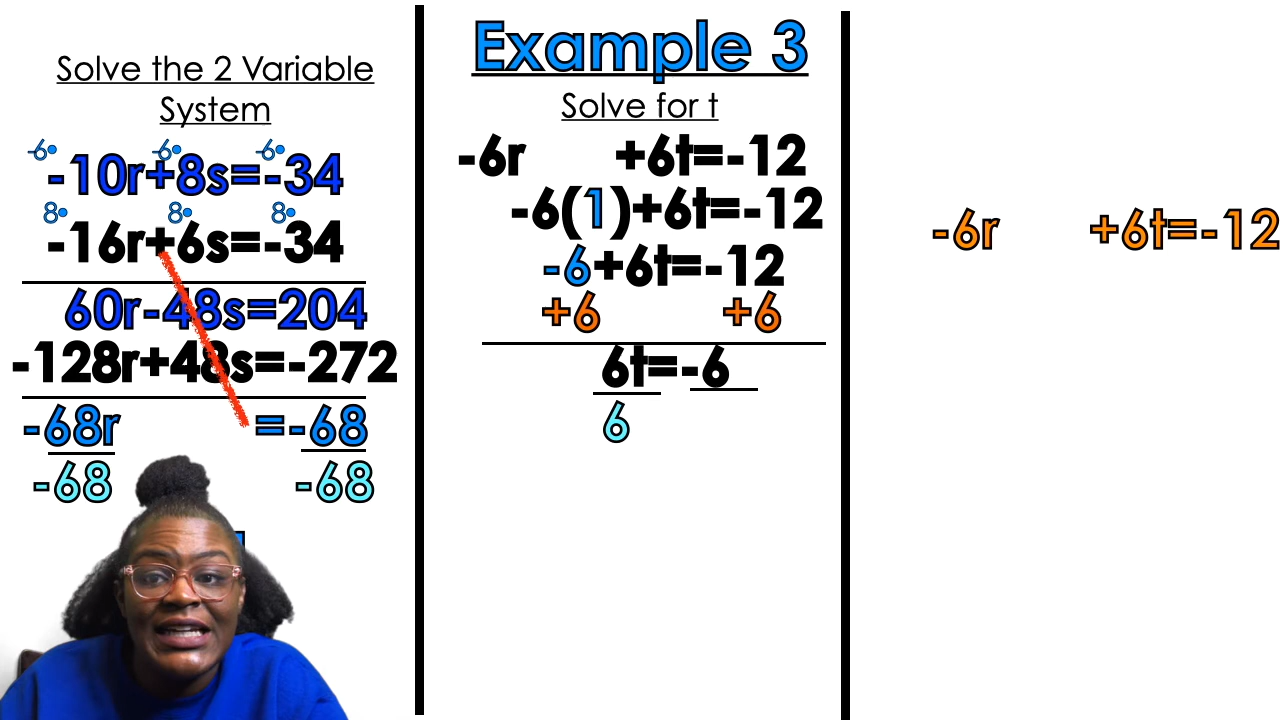 Solve the 2 Variable
System
-6• -6• -6•
-10r+8s=-34
8• 8• 8•
-16r+6s=-34
60r-48s=204
-128r+48s=-272
-68r =-68
-68 -68
Example 3
Solve for t
-6r +6t=-12
-6(1)+6t=-12
-6+6t=-12
+6 +6
6t=-6
6
-6r +6t=-12